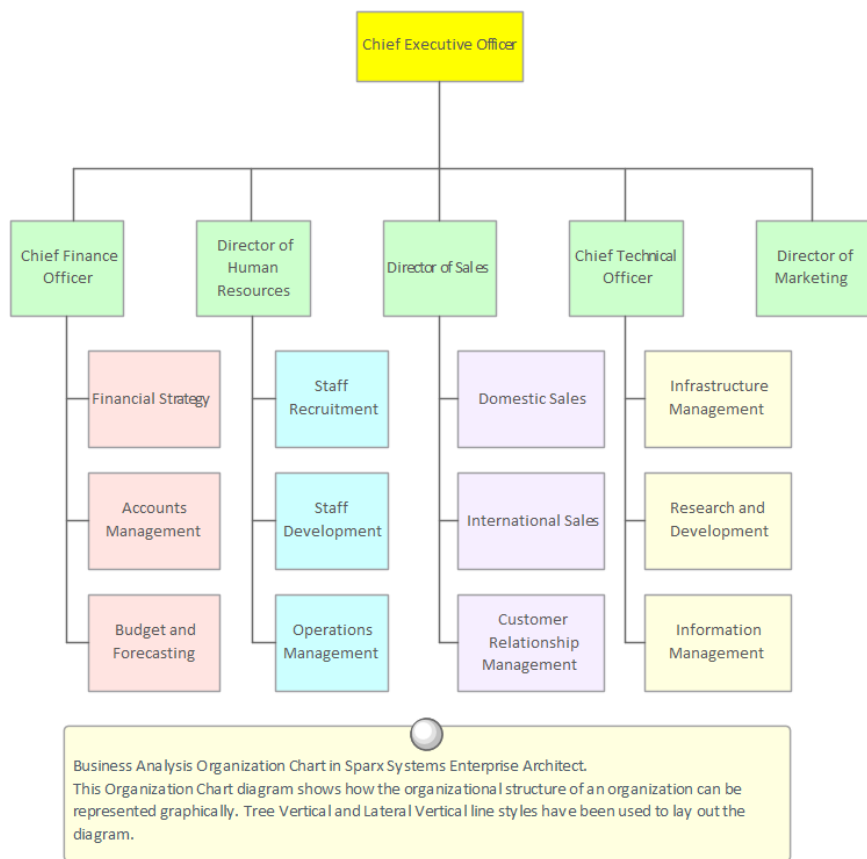 Chief Executive Officer
Chief Finance
Officer
Director of
Human
Resources
Director of Sales
Chief Technical
Officer
Director of
Marketing
Financial Strategy
Staff
Recruitment
Domestic Sales
Infrastructure
Management
Accounts
Management
Staff
Development
International Sales
Research and
Development
Budget and
Forecasting
Operations
Management
Customer
Relationship
Management
Information
Management
Business Analysis Organization Chart in Sparx Systems Enterprise Architect.
This Organization Chart diagram shows how the organizational structure of an organization can be
represented graphically. Tree Vertical and Lateral Vertical line styles have been used to lay out the
diagram.